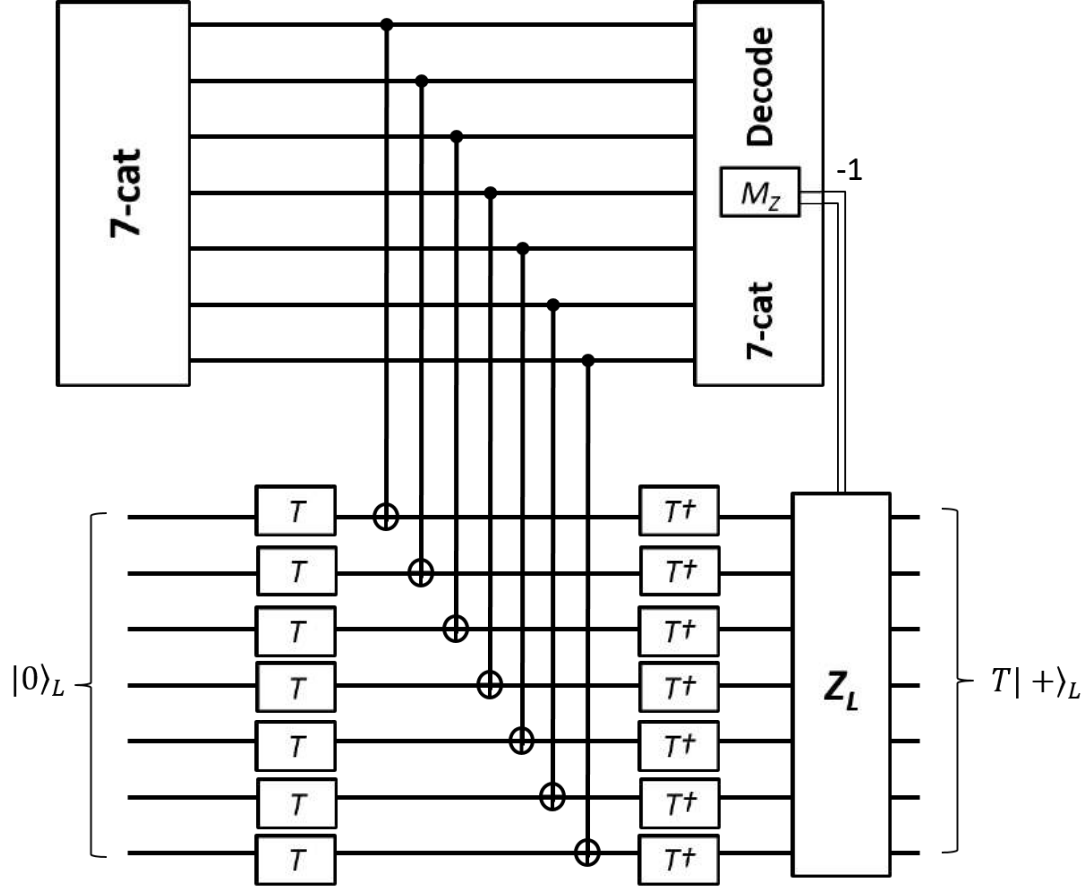 7-cat
Decode
-1
M_Z
7-cat
T T†
T T†
T T†
|0⟩_L T T† Z_L T|+⟩_L
T T†
T T†
T T†